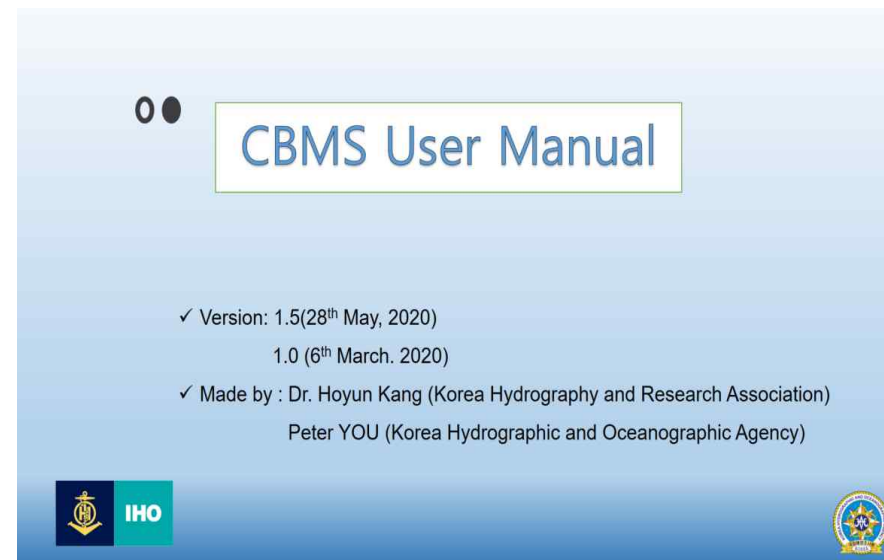 CBMS User Manual
✓ Version: 1.5(28th May, 2020)
1.0 (6th March. 2020)
✓ Made by : Dr. Hoyun Kang (Korea Hydrography and Research Association)
Peter YOU (Korea Hydrographic and Oceanographic Agency)
IHO